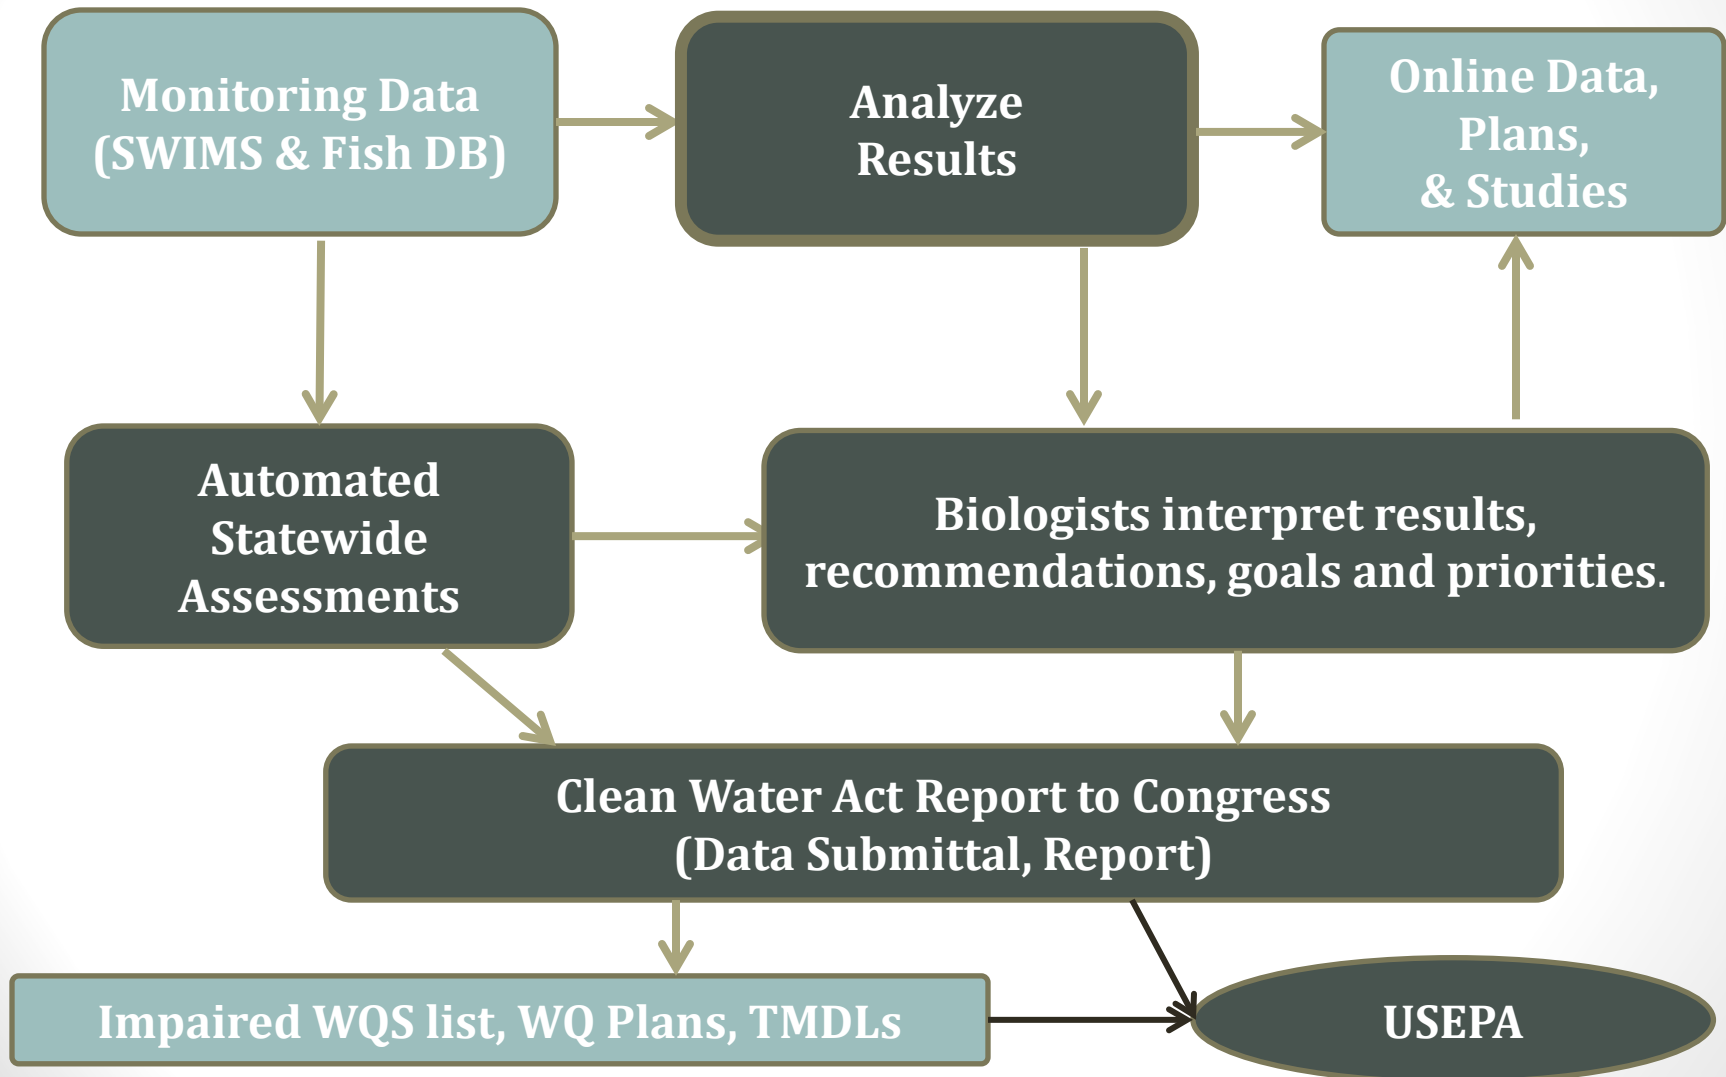 Monitoring Data
(SWIMS & Fish DB)
Analyze
Results
Online Data,
Plans,
& Studies
Automated
Statewide
Assessments
Biologists interpret results,
recommendations, goals and priorities.
Clean Water Act Report to Congress
(Data Submittal, Report)
Impaired WQS list, WQ Plans, TMDLs
USEPA